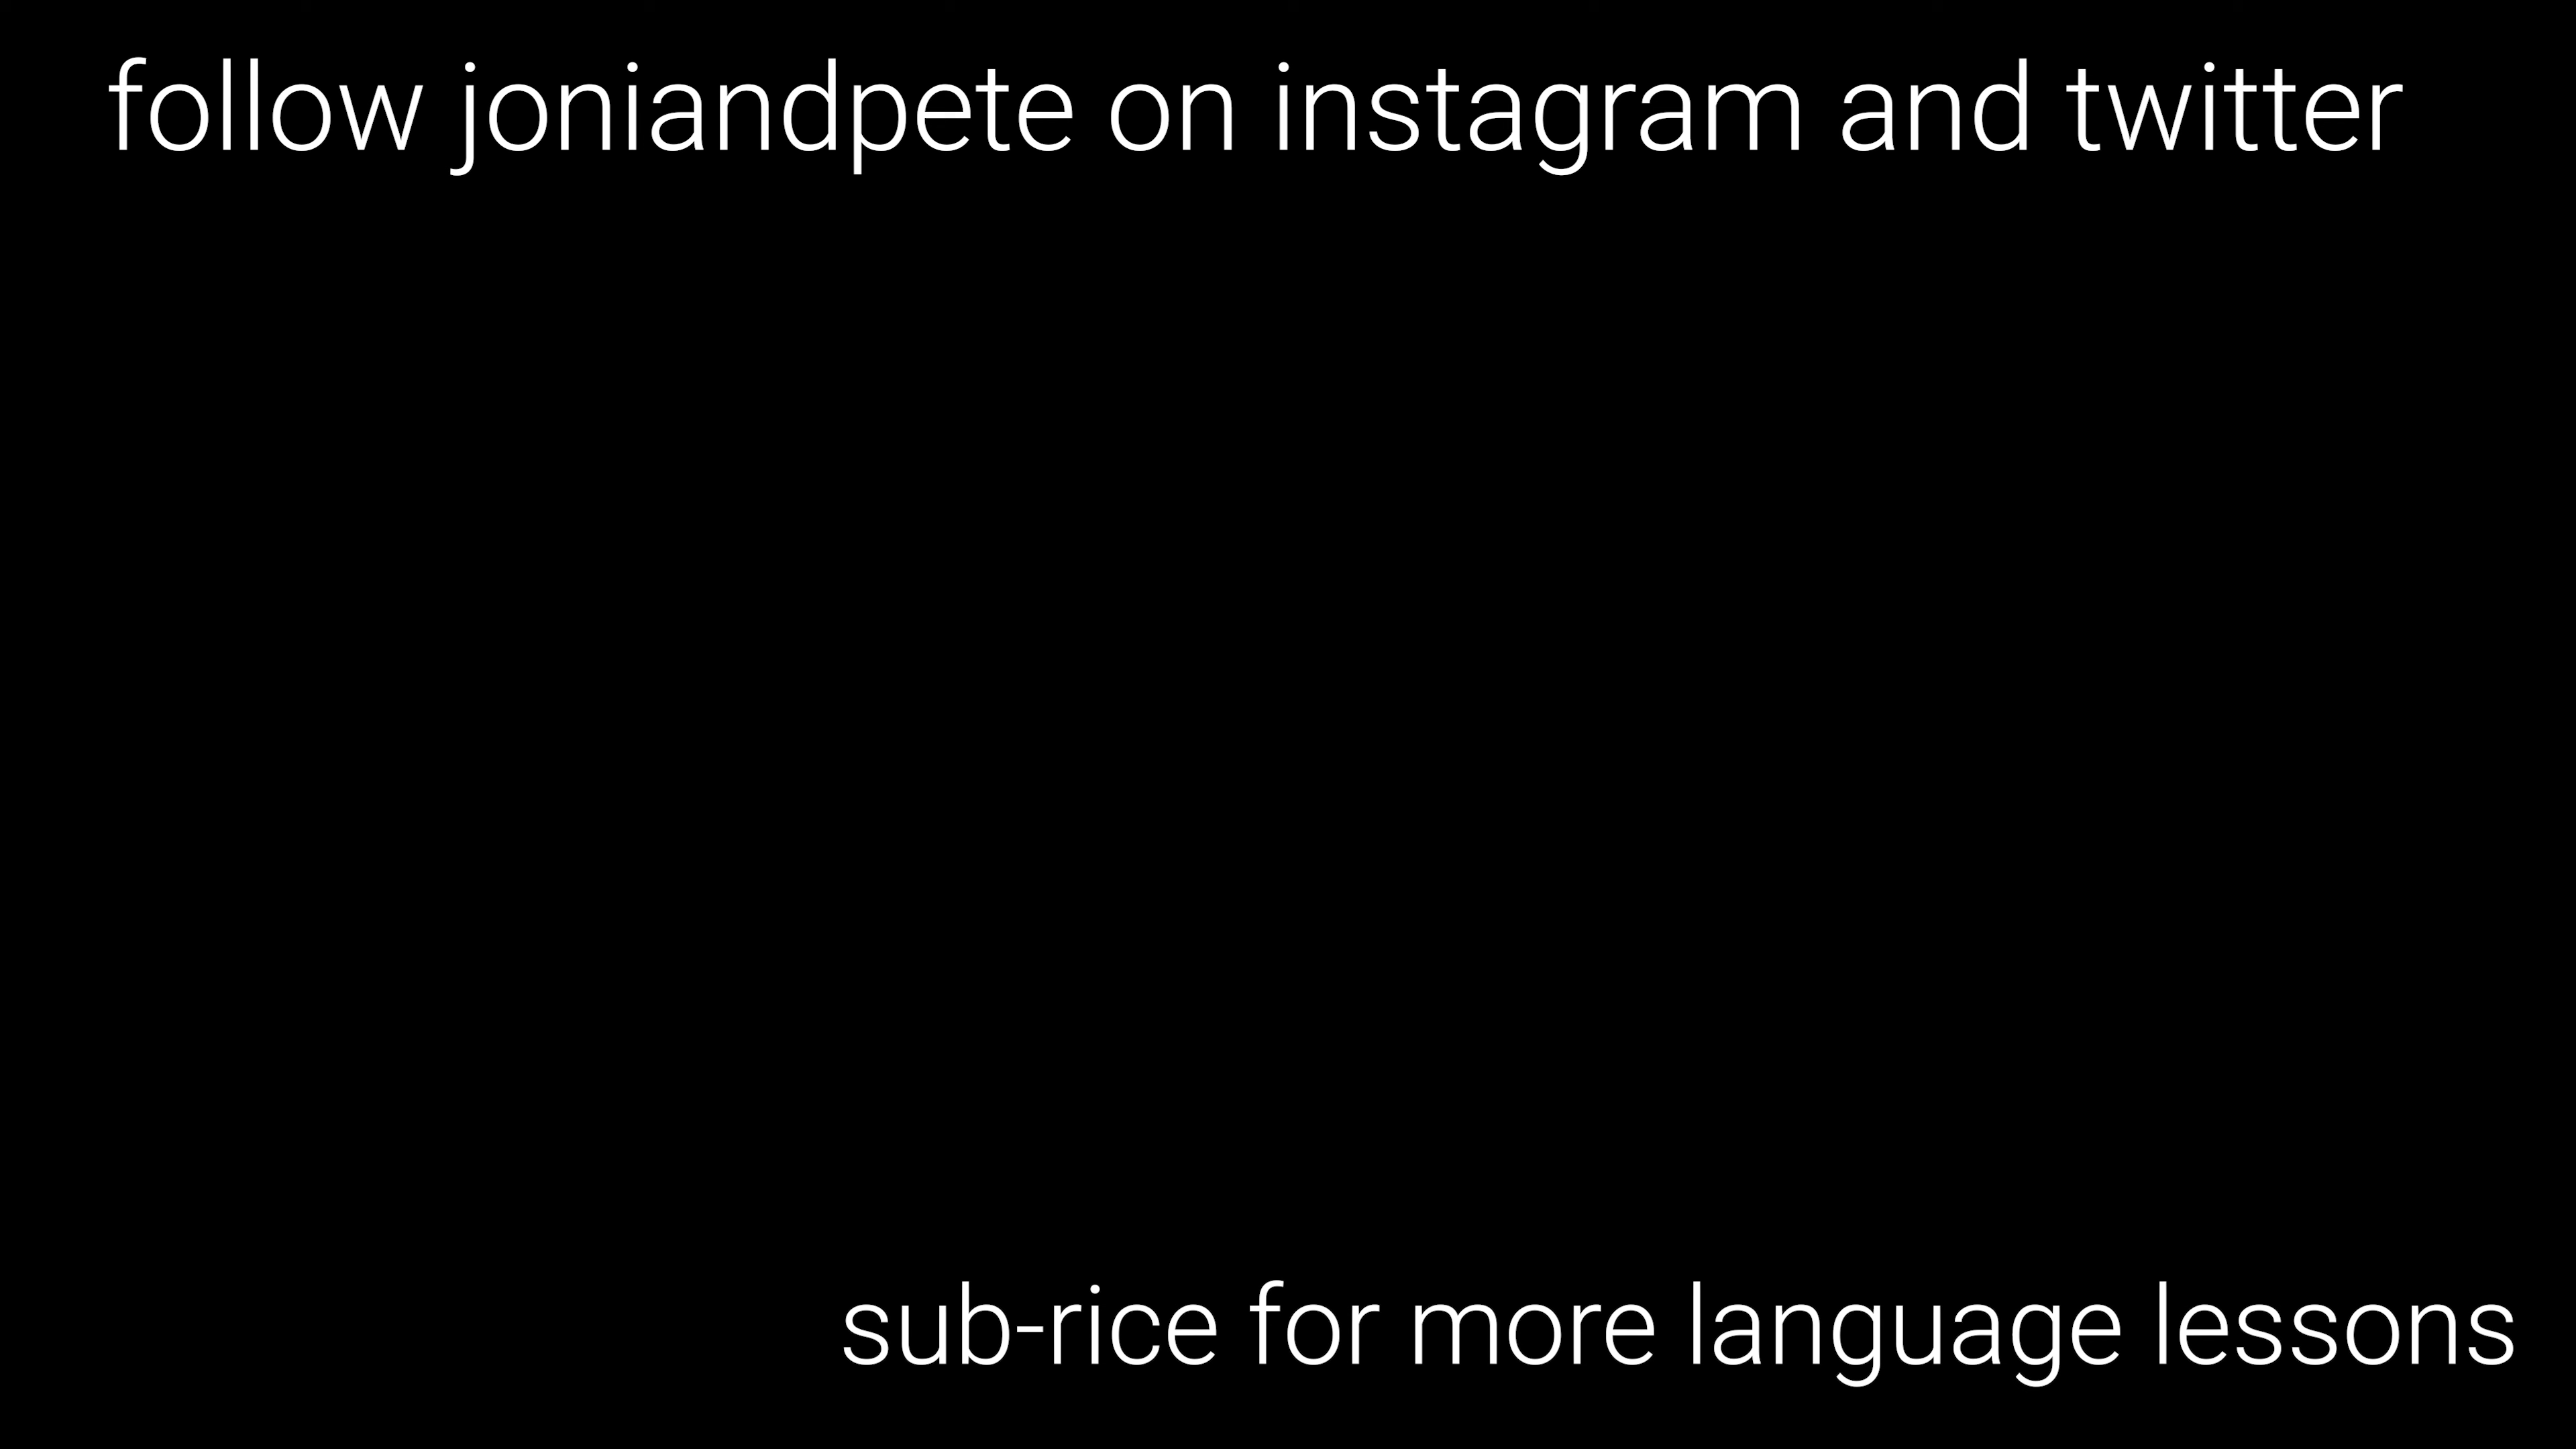 follow joniandpete on instagram and twitter
sub-rice for more language lessons